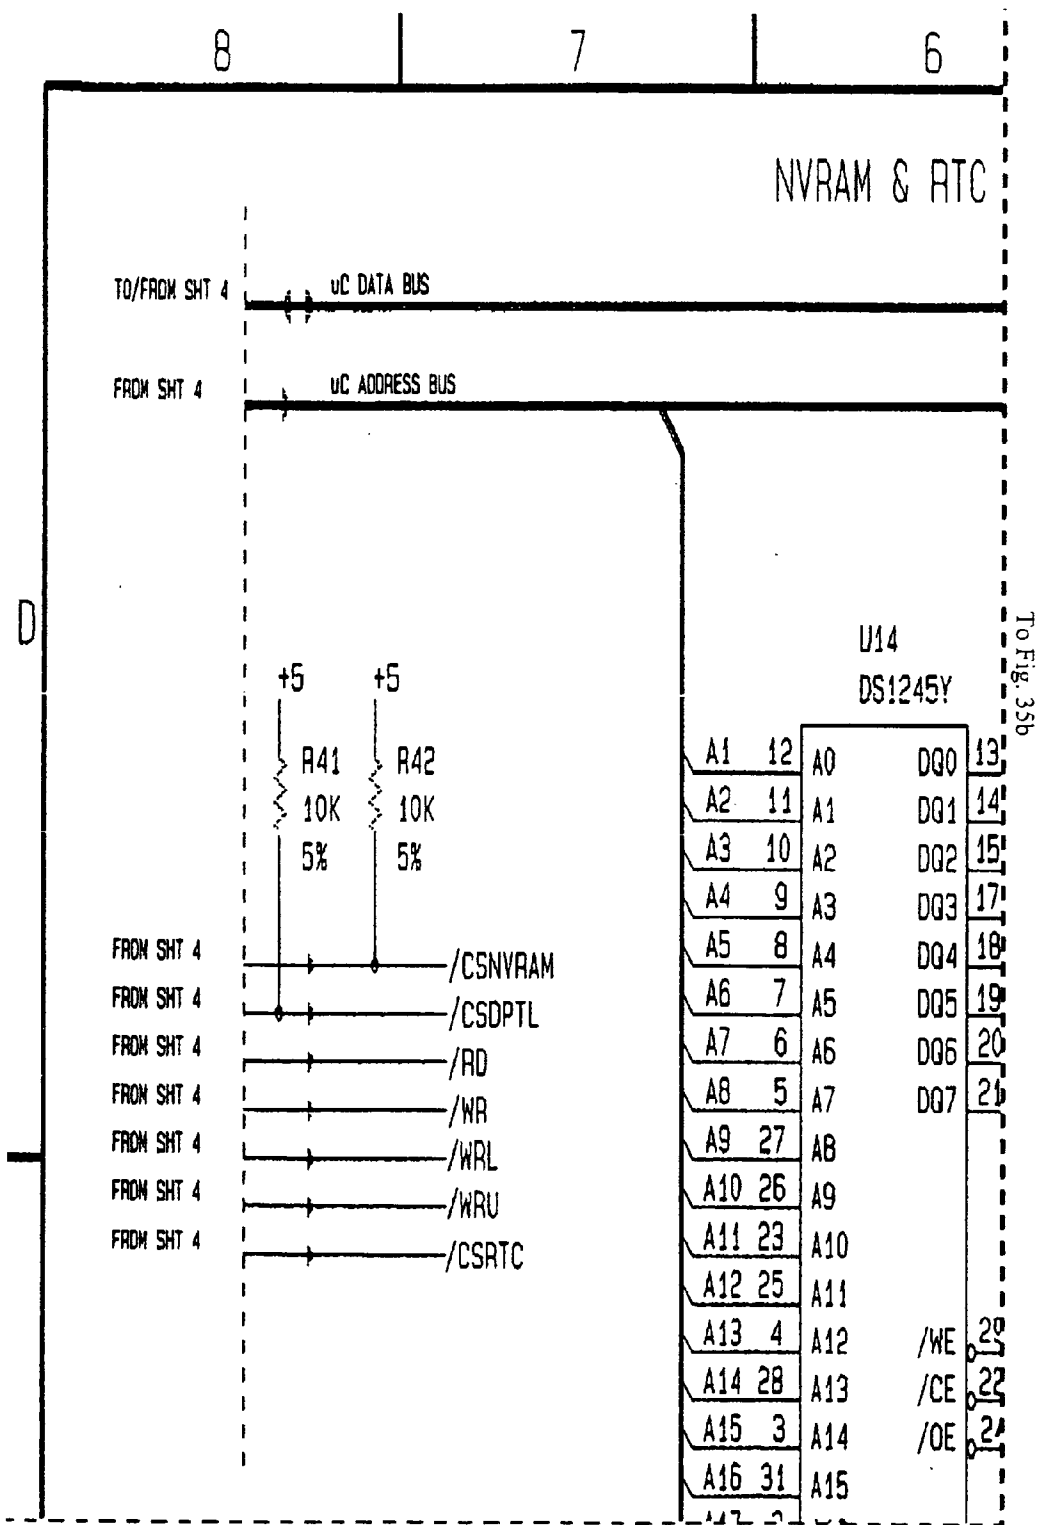 8 7 6
NVRAM & RTC
TO/FROM SHT 4 uC DATA BUS
FROM SHT 4 uC ADDRESS BUS
D
To Fig. 35b
U14
DS1245Y
+5 +5
R41 R42
10K 10K
5% 5%
A1 12 A0 DQ0 13
A2 11 A1 DQ1 14
A3 10 A2 DQ2 15
A4 9 A3 DQ3 17
A5 8 A4 DQ4 18
A6 7 A5 DQ5 19
A7 6 A6 DQ6 20
A8 5 A7 DQ7 21
A9 27 A8
A10 26 A9
A11 23 A10
A12 25 A11
A13 4 A12 /WE
A14 28 A13 /CE 22
A15 3 A14 /OE
A16 31 A15
FROM SHT 4 /CSNVRAM
FROM SHT 4 /CSDPTL
FROM SHT 4 /RD
FROM SHT 4 /WR
FROM SHT 4 /WRL
FROM SHT 4 /WRU
FROM SHT 4 /CSRTC